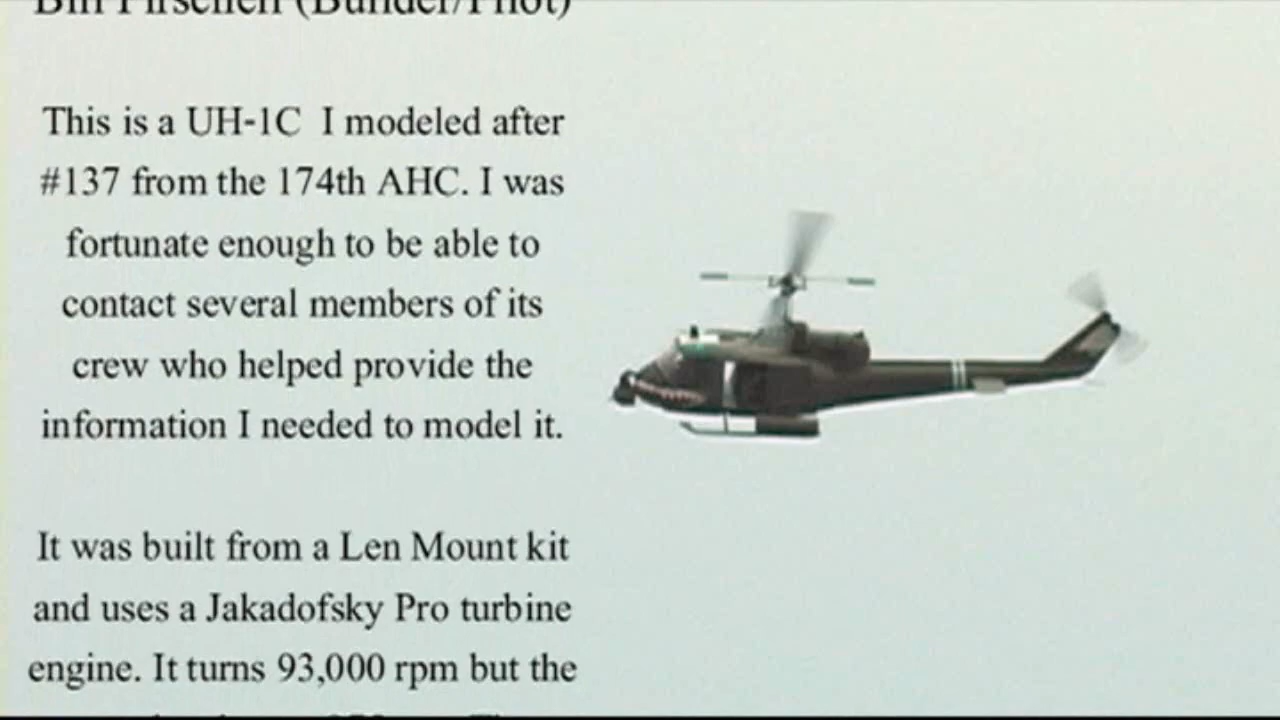 This is a UH-1C I modeled after
#137 from the 174th AHC. I was
fortunate enough to be able to
contact several members of its
crew who helped provide the
information I needed to model it.
It was built from a Len Mount kit
and uses a Jakadofsky Pro turbine
engine. It turns 93,000 rpm but the